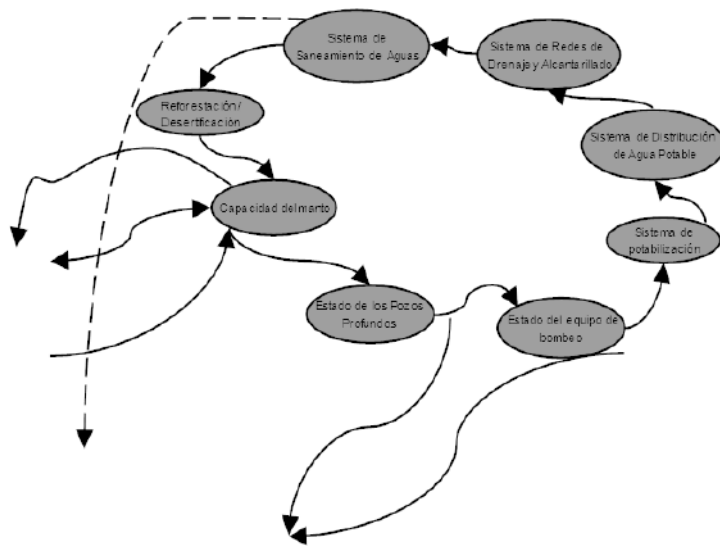 Sistema de
Saneamiento de Aguas
Sistema de Redes de
Drenaje y Alcantarillado
Reforestación/
Desertificación
Sistema de Distribución
de Agua Potable
Capacidad del manto
Sistema de
potabilización
Estado de los Pozos
Profundos
Estado del equipo de
bombeo